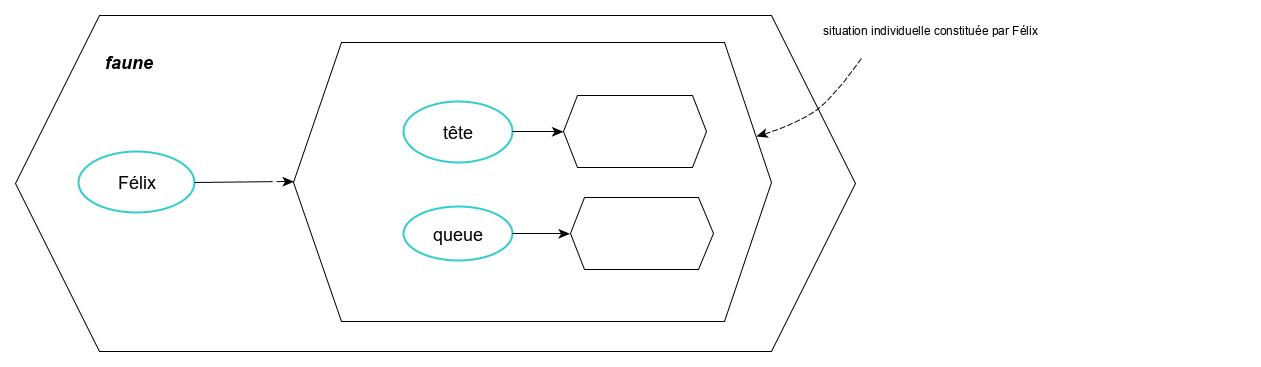 situation individuelle constituée par Félix
faune
tête
Félix
queue